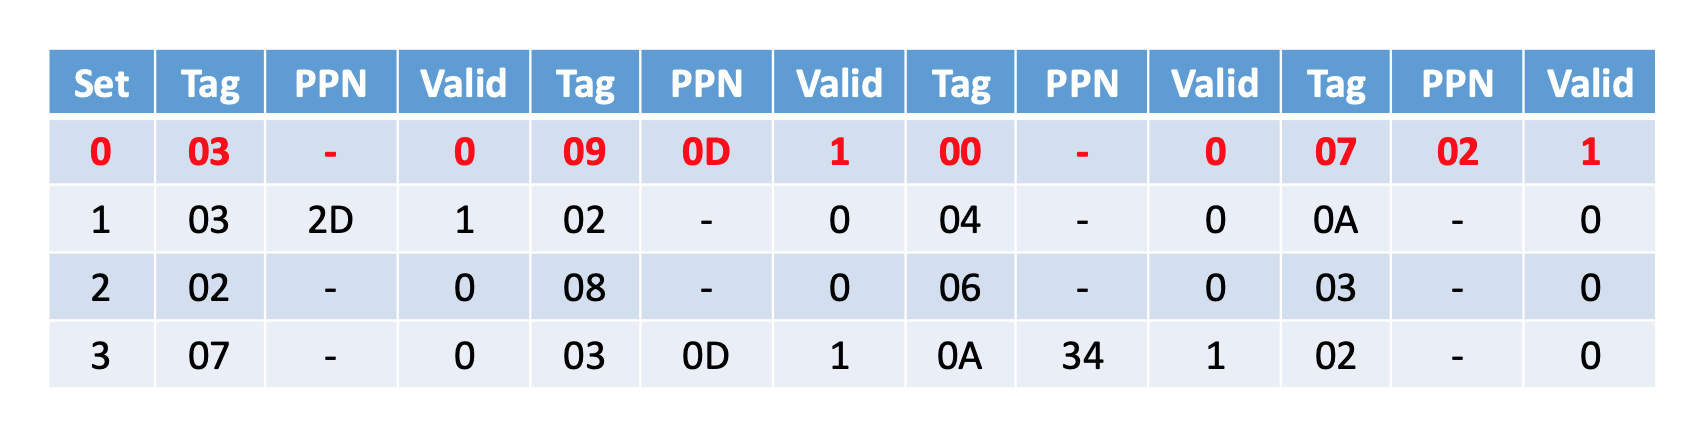 Set Tag PPN Valid Tag PPN Valid Tag PPN Valid Tag PPN Valid
0 03 - 0 09 0D 1 00 - 0 07 02 1
1 03 2D 1 02 - 0 04 - 0 0A - 0
2 02 - 0 08 - 0 06 - 0 03 - 0
3 07 - 0 03 0D 1 0A 34 1 02 - 0